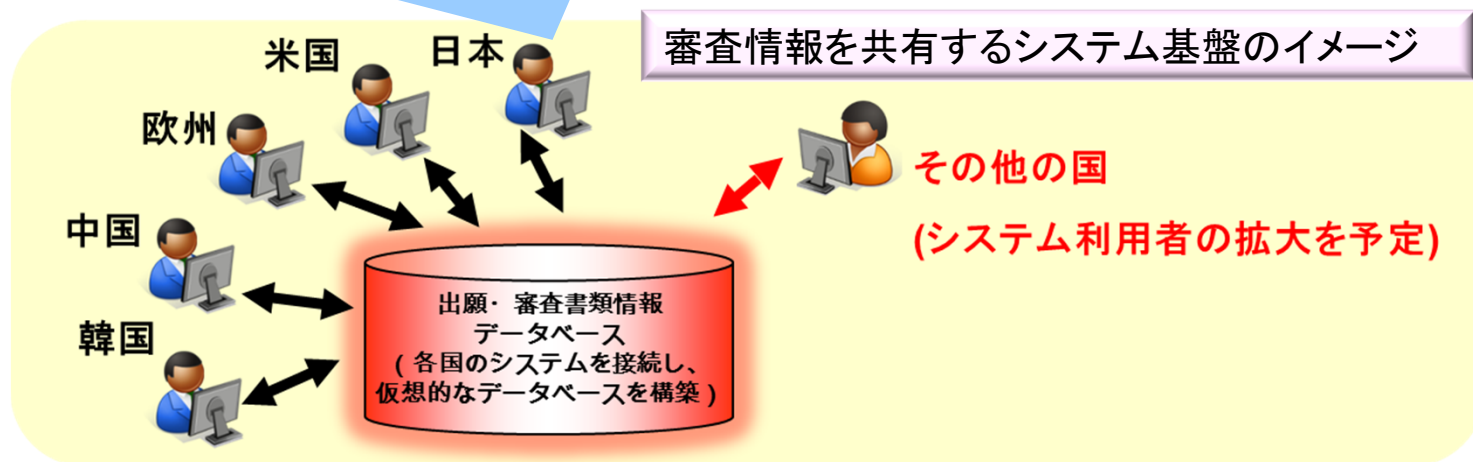 審査情報を共有するシステム基盤のイメージ
米国
日本
欧州
中国
韓国
その他の国
(システム利用者の拡大を予定)
出願・審査書類情報
データベース
(各国のシステムを接続し、
仮想的なデータベースを構築)